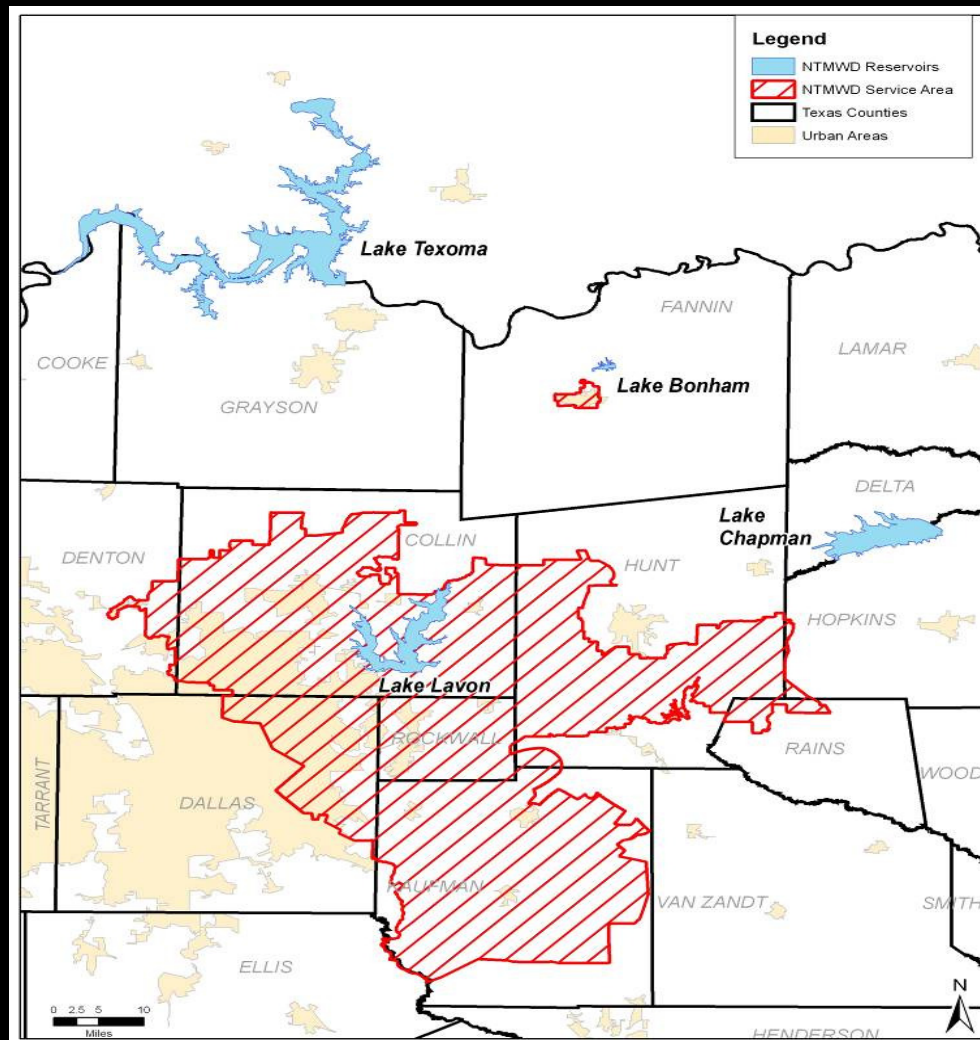 Legend
NTMWD Reservoirs
NTMWD Service Area
Texas Counties
Urban Areas
Lake Texoma
FANNIN
LAMAR
COOKE
Lake Bonham
GRAYSON
DELTA
Lake
Chapman
COLLIN
DENTON
HUNT
HOPKINS
Lake Lavon
ROCKWALL
RAINS
WOOD
TARRANT
DALLAS
KAUFMAN
VAN ZANDT
SMITH
ELLIS
N
0 2.5 5 10
Miles
HENDERSON